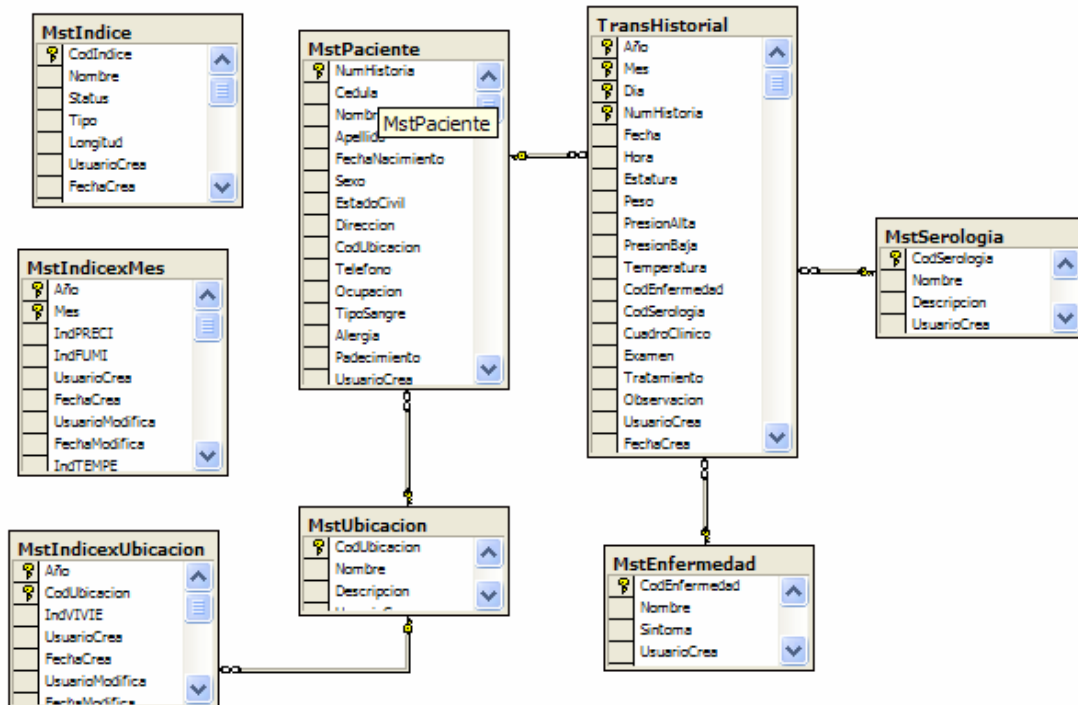 MstIndice
CodIndice
Nombre
Status
Tipo
Longitud
UsuarioCrea
FechaCrea
MstPaciente
NumHistoria
Cedula
Nombr
MstPaciente
Apellido
FechaNacimiento
Sexo
EstadoCivil
Direccion
CodUbicacion
Telefono
Ocupacion
TipoSangre
Alergia
Padecimiento
UsuarioCrea
TransHistorial
Año
Mes
Dia
NumHistoria
Fecha
Hora
Estatura
Peso
PresionAlta
PresionBaja
Temperatura
CodEnfermedad
CodSerologia
CuadroClinico
Examen
Tratamiento
Observacion
UsuarioCrea
FechaCrea
MstSerologia
CodSerologia
Nombre
Descripcion
UsuarioCrea
MstIndicexMes
Año
Mes
IndPRECI
IndFUMI
UsuarioCrea
FechaCrea
UsuarioModifica
FechaModifica
IndTEMPE
MstIndicexUbicacion
Año
CodUbicacion
IndVIVIE
UsuarioCrea
FechaCrea
UsuarioModifica
FechaModifica
MstUbicacion
CodUbicacion
Nombre
Descripcion
MstEnfermedad
CodEnfermedad
Nombre
Sintoma
UsuarioCrea